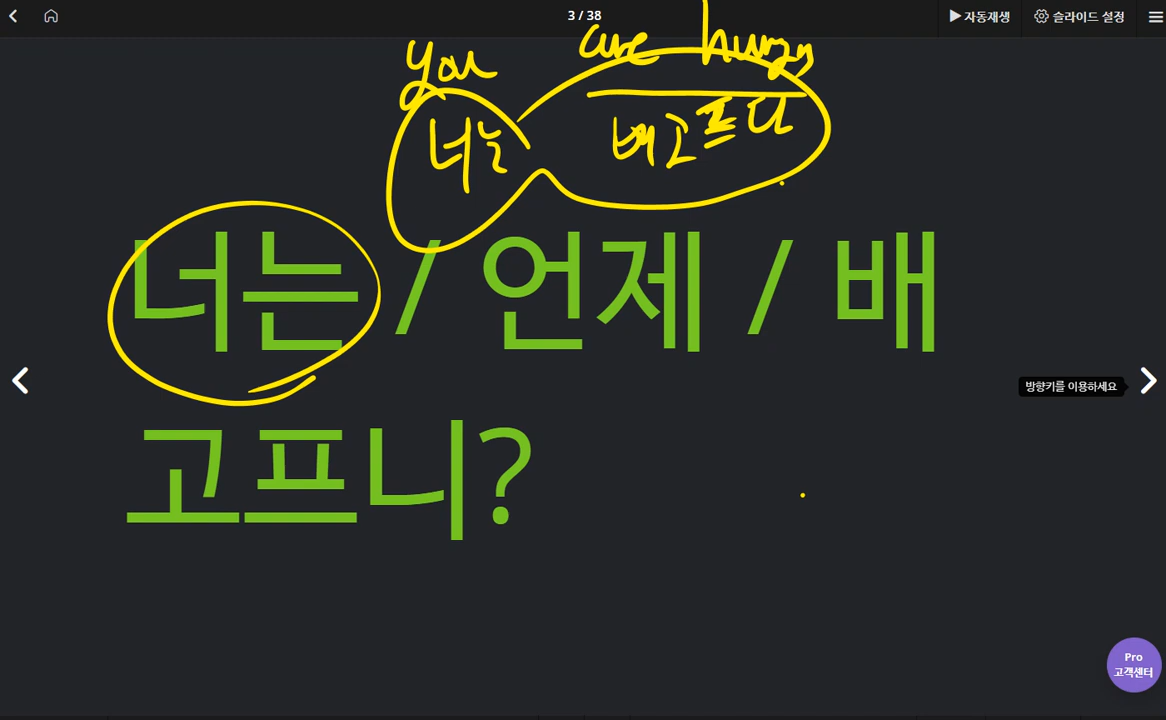 3 / 38
자동재생
슬라이드 설정
you are hungry
너는 배고프다
너는 / 언제 / 배
고프니?
방향키를 이용하세요
Pro
고객센터